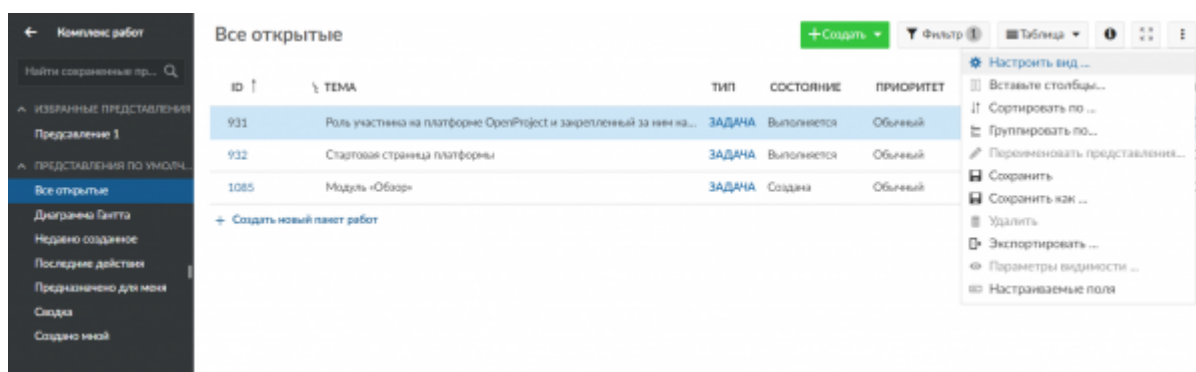 Комплекс работ
Найти сохраненные пр...
ИЗБРАННЫЕ ПРЕДСТАВЛЕНИЯ
Предсавление 1
ПРЕДСТАВЛЕНИЯ ПО УМОЛЧ...
Все открытые
Диаграмма Гантта
Недавно созданное
Последние действия
Предназначено для меня
Сводка
Создано мной
Все открытые
+ Создать
Фильтр 1
Таблица
ID ↑ ТЕМА ТИП СОСТОЯНИЕ ПРИОРИТЕТ
931 Роль участника на платформе OpenProject и закрепленный за ним на... ЗАДАЧА Выполняется Обычный
932 Стартовая страница платформы ЗАДАЧА Выполняется Обычный
1085 Модуль «Обзор» ЗАДАЧА Создана Обычный
+ Создать новый пакет работ
Настроить вид ...
Вставьте столбцы...
Сортировать по ...
Группировать по...
Переименовать представления...
Сохранить
Сохранить как ...
Удалить
Экспортировать ...
Параметры видимости ...
Настраиваемые поля